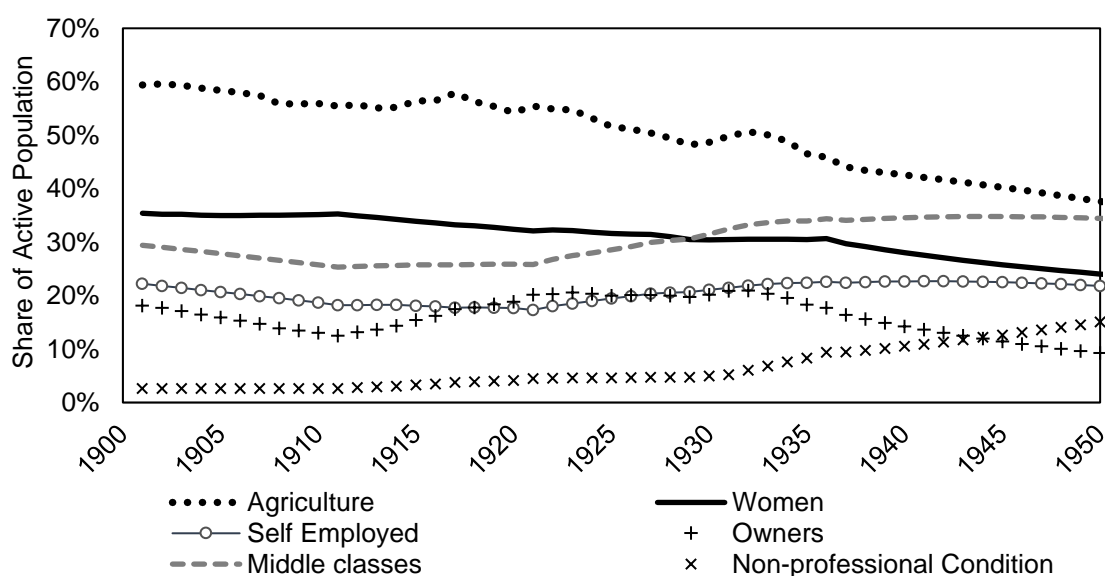 70%
60%
50%
40%
30%
20%
10%
0%
Share of Active Population
1900 1905 1910 1915 1920 1925 1930 1935 1940 1945 1950
Agriculture Women
Self Employed Owners
Middle classes Non-professional Condition